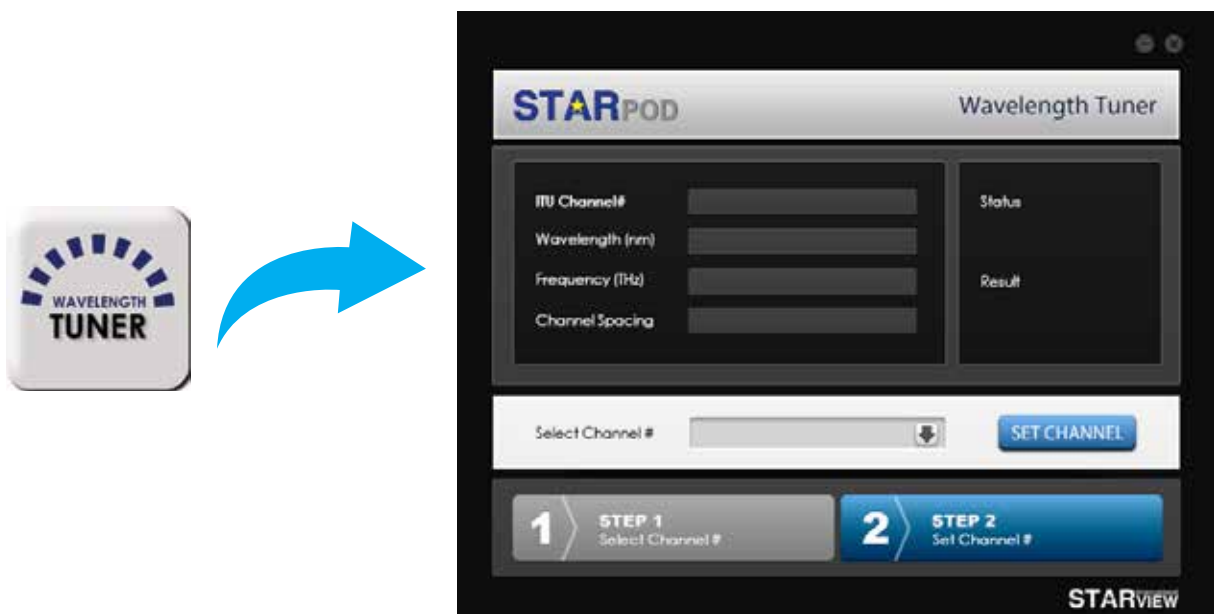 WAVELENGTH
TUNER
STARPOD
Wavelength Tuner
ITU Channel#
Wavelength (nm)
Frequency (THz)
Channel Spacing
Status
Result
Select Channel #
SET CHANNEL
1
STEP 1
Select Channel #
2
STEP 2
Set Channel #
STARVIEW